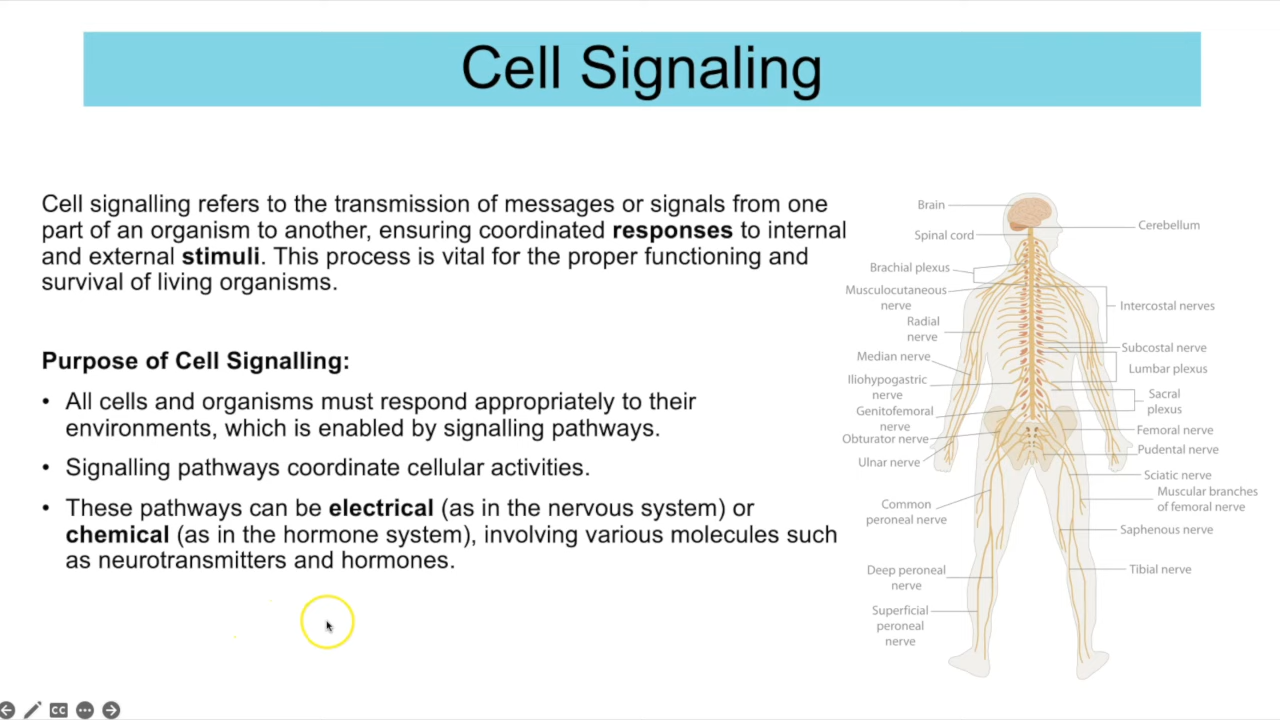 Cell Signaling
Cell signalling refers to the transmission of messages or signals from one
part of an organism to another, ensuring coordinated responses to internal
and external stimuli. This process is vital for the proper functioning and
survival of living organisms.
Purpose of Cell Signalling:
• All cells and organisms must respond appropriately to their
environments, which is enabled by signalling pathways.
• Signalling pathways coordinate cellular activities.
• These pathways can be electrical (as in the nervous system) or
chemical (as in the hormone system), involving various molecules such
as neurotransmitters and hormones.
Brain
Spinal cord
Brachial plexus
Musculocutaneous
nerve
Radial
nerve
Median nerve
Iliohypogastric
nerve
Genitofemoral
nerve
Obturator nerve
Ulnar nerve
Common
peroneal nerve
Deep peroneal
nerve
Superficial
peroneal
nerve
Cerebellum
Intercostal nerves
Subcostal nerve
Lumbar plexus
Sacral
plexus
Femoral nerve
Pudental nerve
Sciatic nerve
Muscular branches
of femoral nerve
Saphenous nerve
Tibial nerve
CC